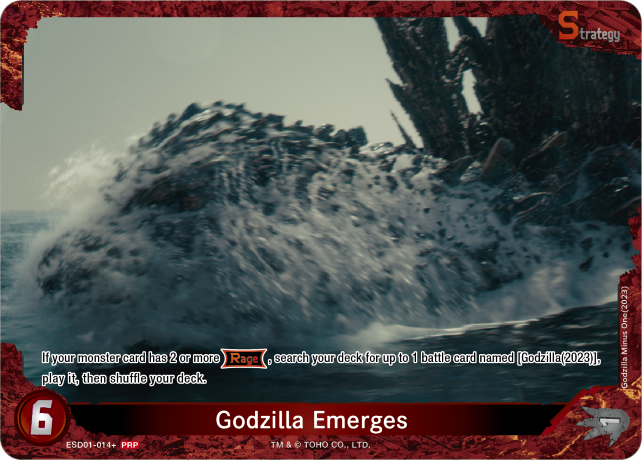 Strategy
If your monster card has 2 or more Rage, search your deck for up to 1 battle card named [Godzilla(2023)],
play it, then shuffle your deck.
Godzilla Minus One(2023)
6
Godzilla Emerges
1
ESD01-014+ PRP
TM & © TOHO CO., LTD.